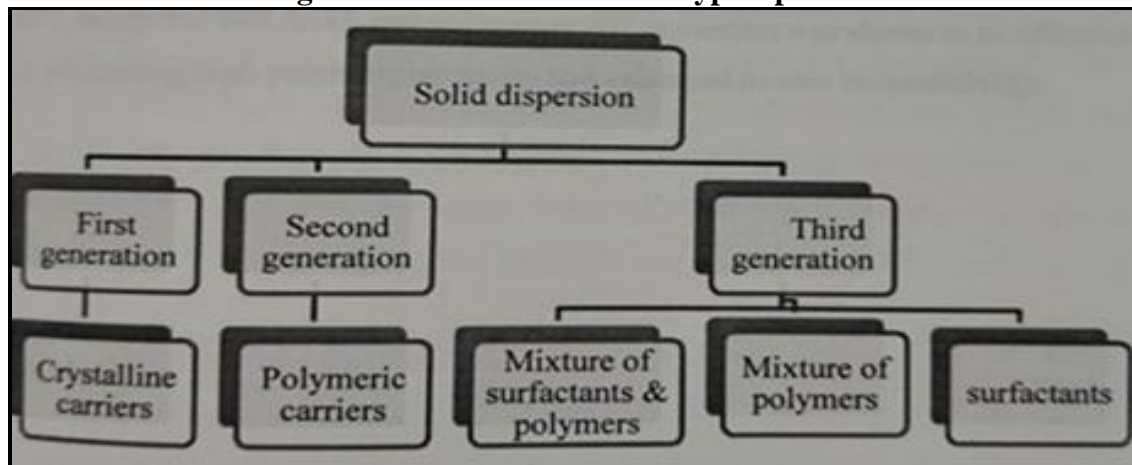 Solid dispersion
First
generation
Second
generation
Third
generation
Crystalline
carriers
Polymeric
carriers
Mixture of
surfactants &
polymers
Mixture of
polymers
surfactants